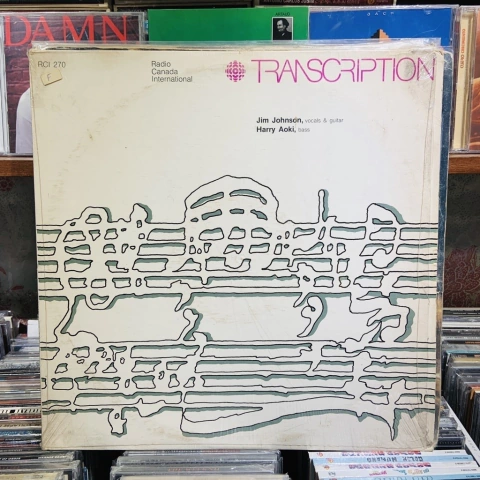 DAMN
RCI 270
Radio
Canada
International
TRANSCRIPTION
Jim Johnson, vocals & guitar
Harry Aoki, bass